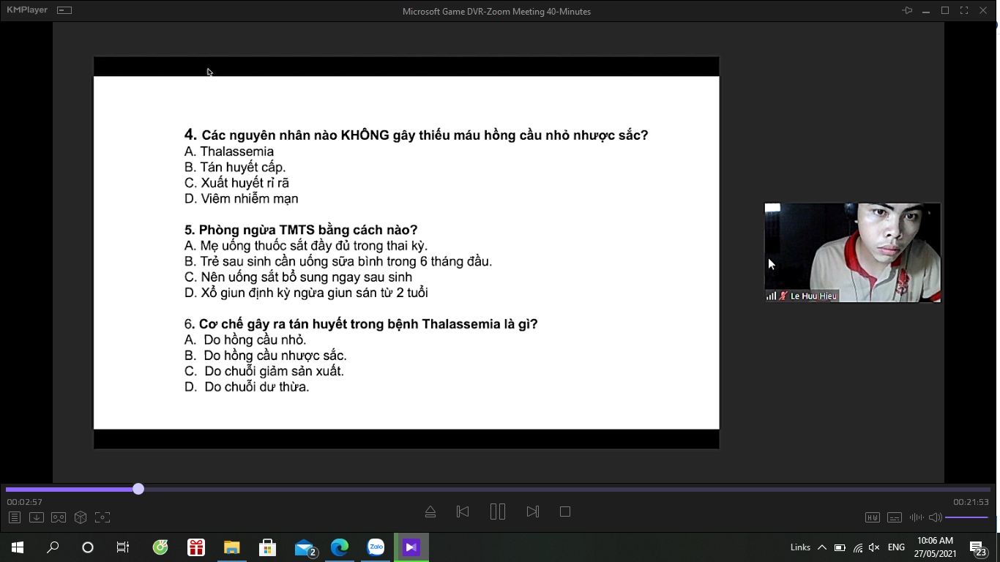 KMPlayer
Microsoft Game DVR-Zoom Meeting 40-Minutes
4. Các nguyên nhân nào KHÔNG gây thiếu máu hồng cầu nhỏ nhược sắc?
A. Thalassemia
B. Tán huyết cấp.
C. Xuất huyết rỉ rã
D. Viêm nhiễm mạn
5. Phòng ngừa TMTS bằng cách nào?
A. Mẹ uống thuốc sắt đầy đủ trong thai kỳ.
B. Trẻ sau sinh cần uống sữa bình trong 6 tháng đầu.
C. Nên uống sắt bổ sung ngay sau sinh
D. Xổ giun định kỳ ngừa giun sán từ 2 tuổi
6. Cơ chế gây ra tán huyết trong bệnh Thalassemia là gì?
A. Do hồng cầu nhỏ.
B. Do hồng cầu nhược sắc.
C. Do chuỗi giảm sản xuất.
D. Do chuỗi dư thừa.
Le Huu Hieu
00:02:57
00:21:53
HW
2
Zalo
Links
ENG
10:06 AM
27/05/2021
23